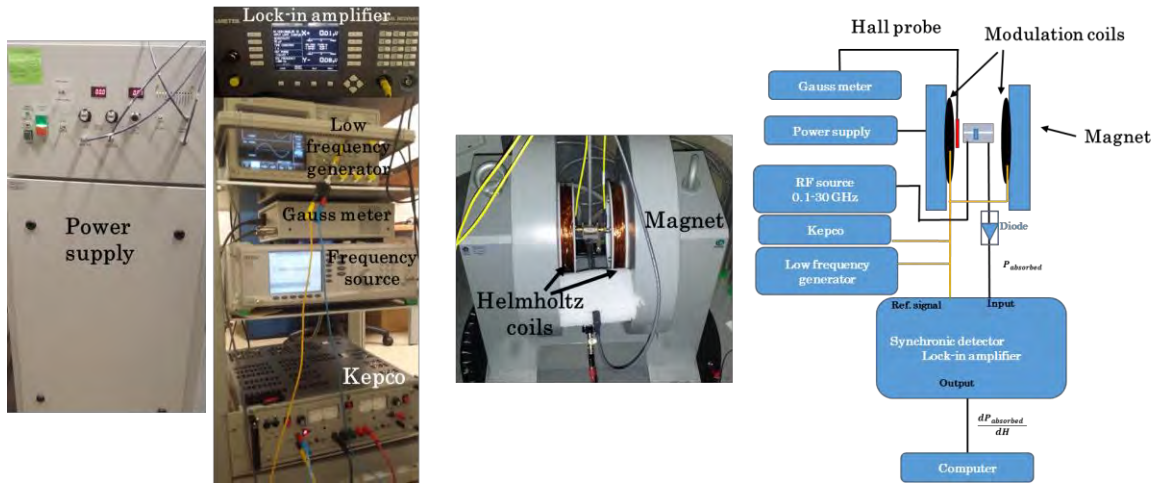 Power
supply
Lock-in amplifier
Low
frequency
generator
Gauss meter
Frequency
source
Kepco
Magnet
Helmholtz
coils
Hall probe
Modulation coils
Gauss meter
Power supply
Magnet
RF source
0.1-30 GHz
Diode
Kepco
P_absorbed
Low frequency
generator
Ref. signal
Input
Synchronic detector
Lock-in amplifier
Output
dP_absorbed
dH
Computer